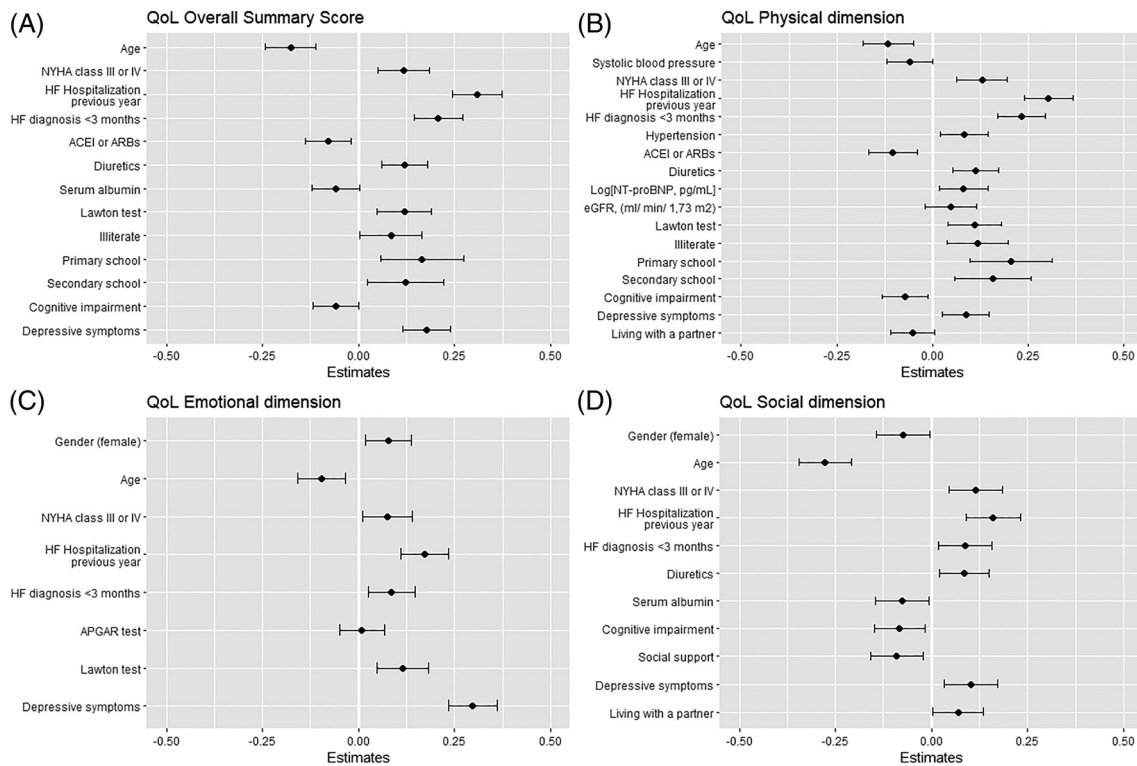 (A)
QoL Overall Summary Score
Age
NYHA class III or IV
HF Hospitalization
previous year
HF diagnosis <3 months
ACEI or ARBs
Diuretics
Serum albumin
Lawton test
Illiterate
Primary school
Secondary school
Cognitive impairment
Depressive symptoms
-0.50 -0.25 0.00 0.25 0.50
Estimates
(B)
QoL Physical dimension
Age
Systolic blood pressure
NYHA class III or IV
HF Hospitalization
previous year
HF diagnosis <3 months
Hypertension
ACEI or ARBs
Diuretics
Log[NT-proBNP, pg/mL]
eGFR, (ml/ min/ 1,73 m2)
Lawton test
Illiterate
Primary school
Secondary school
Cognitive impairment
Depressive symptoms
Living with a partner
-0.50 -0.25 0.00 0.25 0.50
Estimates
(C)
QoL Emotional dimension
Gender (female)
Age
NYHA class III or IV
HF Hospitalization
previous year
HF diagnosis <3 months
APGAR test
Lawton test
Depressive symptoms
-0.50 -0.25 0.00 0.25 0.50
Estimates
(D)
QoL Social dimension
Gender (female)
Age
NYHA class III or IV
HF Hospitalization
previous year
HF diagnosis <3 months
Diuretics
Serum albumin
Cognitive impairment
Social support
Depressive symptoms
Living with a partner
-0.50 -0.25 0.00 0.25 0.50
Estimates